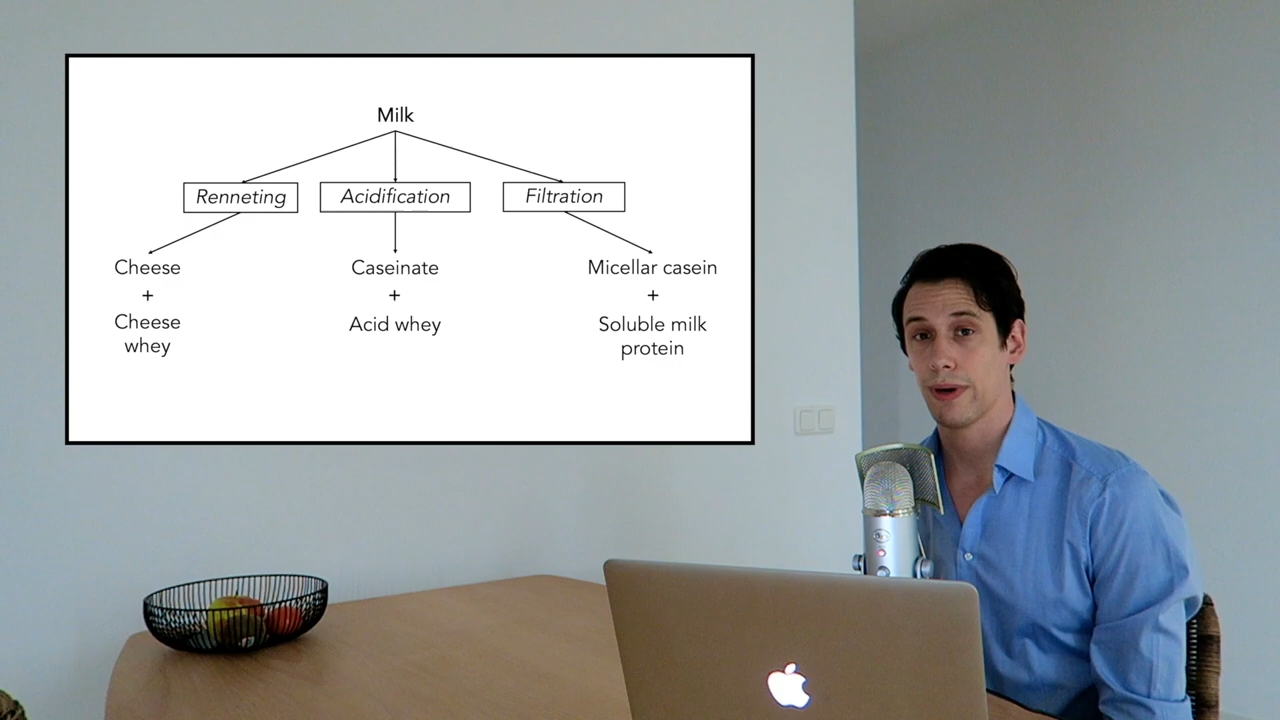 Milk
Renneting
Acidification
Filtration
Cheese
+
Cheese
whey
Caseinate
+
Acid whey
Micellar casein
+
Soluble milk
protein